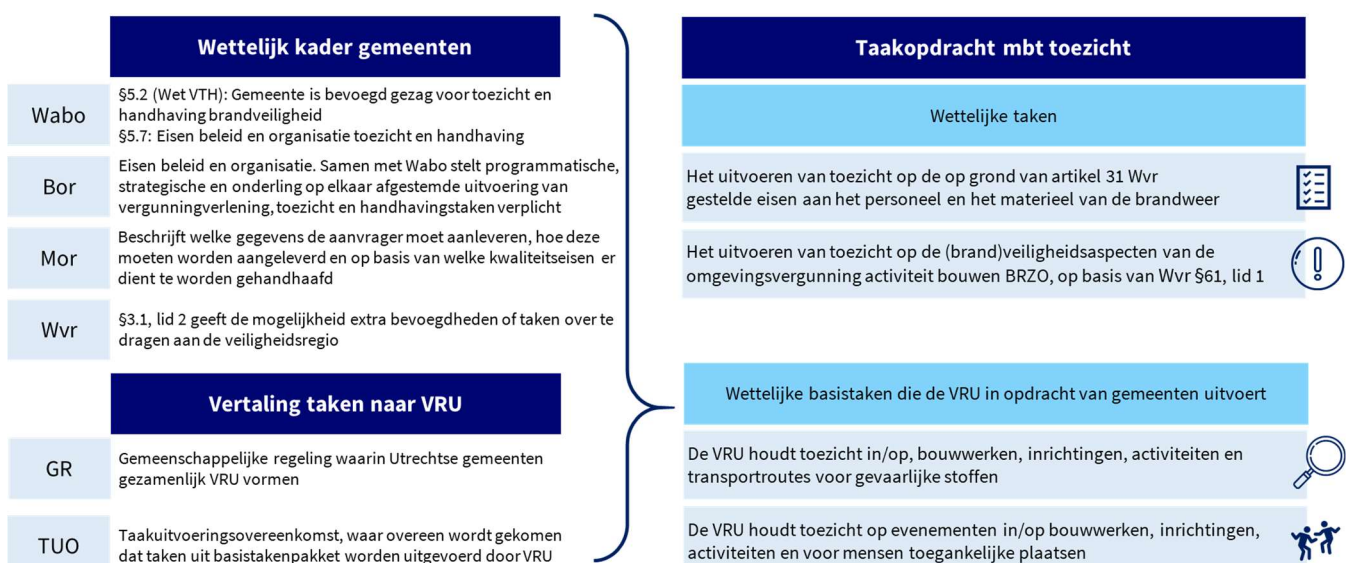 Wettelijk kader gemeenten
Wabo
§5.2 (Wet VTH): Gemeente is bevoegd gezag voor toezicht en
handhaving brandveiligheid
§5.7: Eisen beleid en organisatie toezicht en handhaving
Bor
Eisen beleid en organisatie. Samen met Wabo stelt programmatische,
strategische en onderling op elkaar afgestemde uitvoering van
vergunningverlening, toezicht en handhavingstaken verplicht
Mor
Beschrijft welke gegevens de aanvrager moet aanleveren, hoe deze
moeten worden aangeleverd en op basis van welke kwaliteitseisen er
dient te worden gehandhaafd
Wvr
§3.1, lid 2 geeft de mogelijkheid extra bevoegdheden of taken over te
dragen aan de veiligheidsregio
Vertaling taken naar VRU
GR
Gemeenschappelijke regeling waarin Utrechtse gemeenten
gezamenlijk VRU vormen
TUO
Taakuitvoeringsovereenkomst, waar overeen wordt gekomen
dat taken uit basistakenpakket worden uitgevoerd door VRU
Taakopdracht mbt toezicht
Wettelijke taken
Het uitvoeren van toezicht op de op grond van artikel 31 Wvr
gestelde eisen aan het personeel en het materieel van de brandweer
Het uitvoeren van toezicht op de (brand)veiligheidsaspecten van de
omgevingsvergunning activiteit bouwen BRZO, op basis van Wvr §61, lid 1
Wettelijke basistaken die de VRU in opdracht van gemeenten uitvoert
De VRU houdt toezicht in/op, bouwwerken, inrichtingen, activiteiten en
transportroutes voor gevaarlijke stoffen
De VRU houdt toezicht op evenementen in/op bouwwerken, inrichtingen,
activiteiten en voor mensen toegankelijke plaatsen